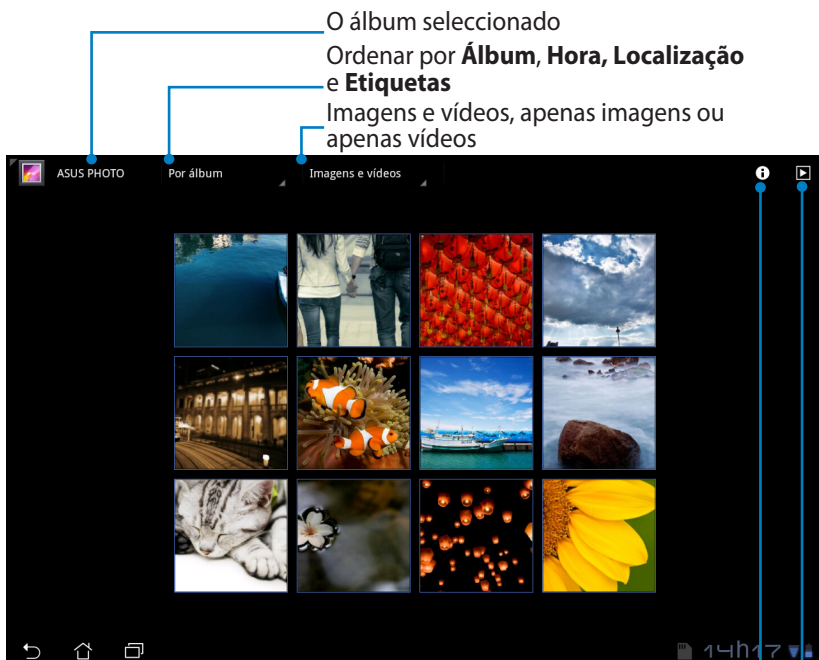 O álbum seleccionado
Ordenar por Álbum, Hora, Localização
e Etiquetas
Imagens e vídeos, apenas imagens ou
apenas vídeos
ASUS PHOTO
Por álbum
Imagens e vídeos
14h17